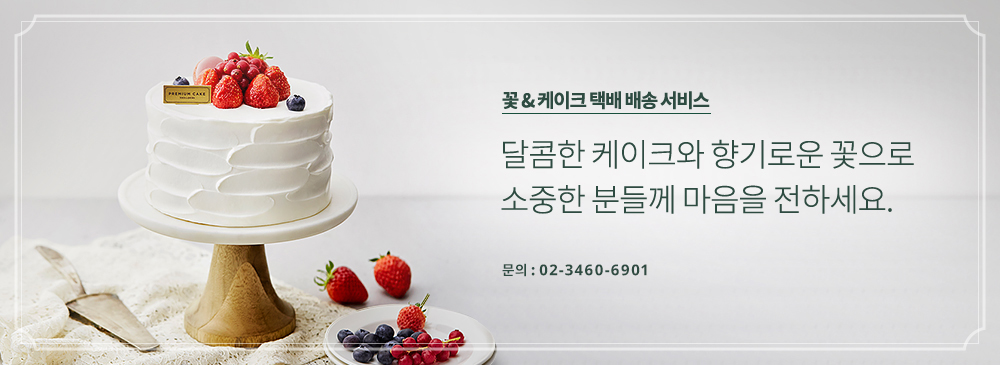 PREMIUM CAKE
꽃 & 케이크 택배 배송 서비스
달콤한 케이크와 향기로운 꽃으로
소중한 분들께 마음을 전하세요.
문의 : 02-3460-6901